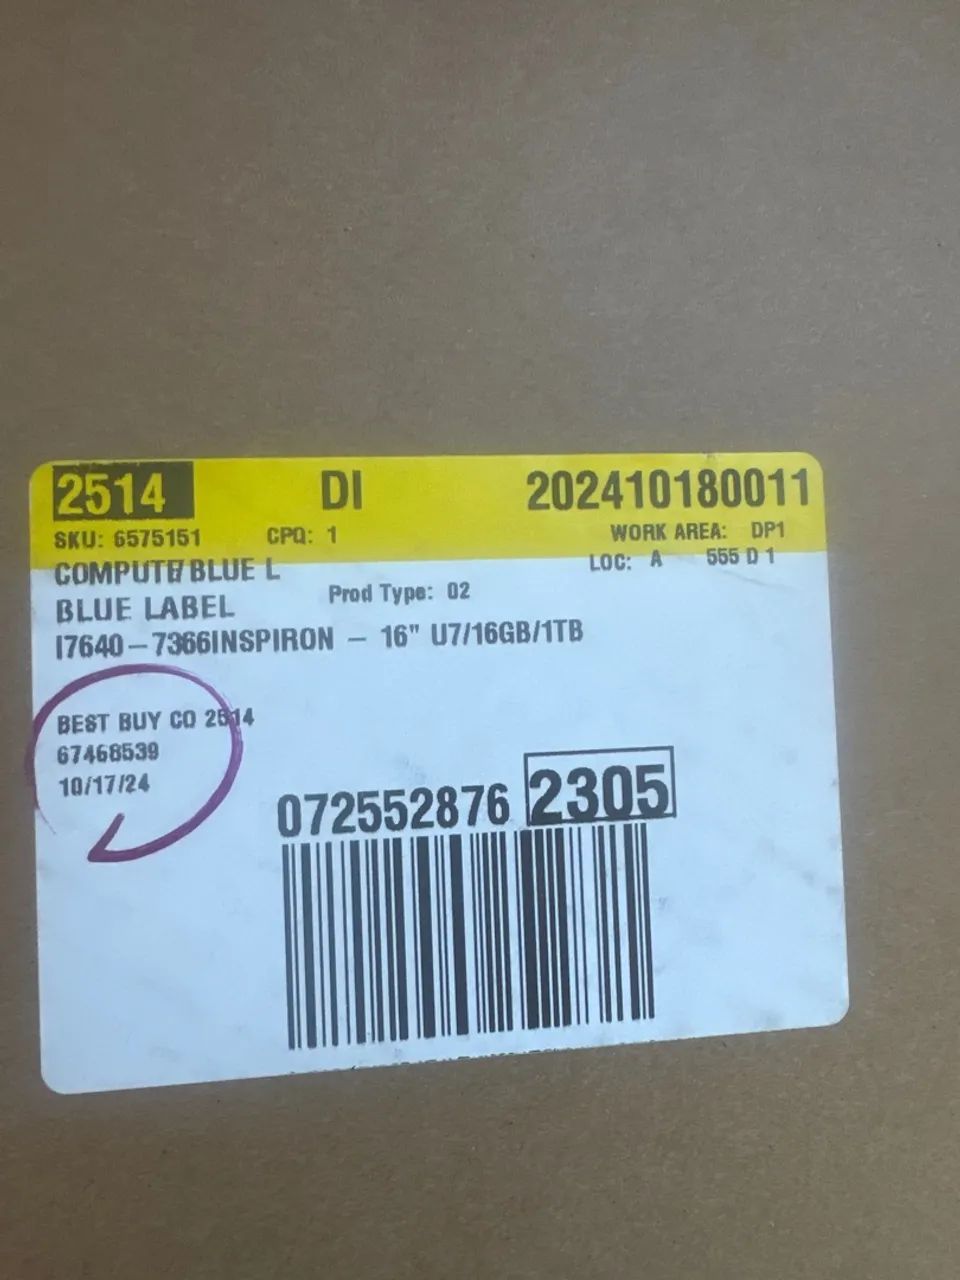 2514 DI 202410180011
SKU: 6575151 CPQ: 1 WORK AREA: DP1
LOC: A 555 D 1
COMPUTE BLUE L
BLUE LABEL Prod Type: 02
I7640-7366INSPIRON - 16" U7/16GB/1TB
BEST BUY CO 2514
67468539
10/17/24
072552876 2305